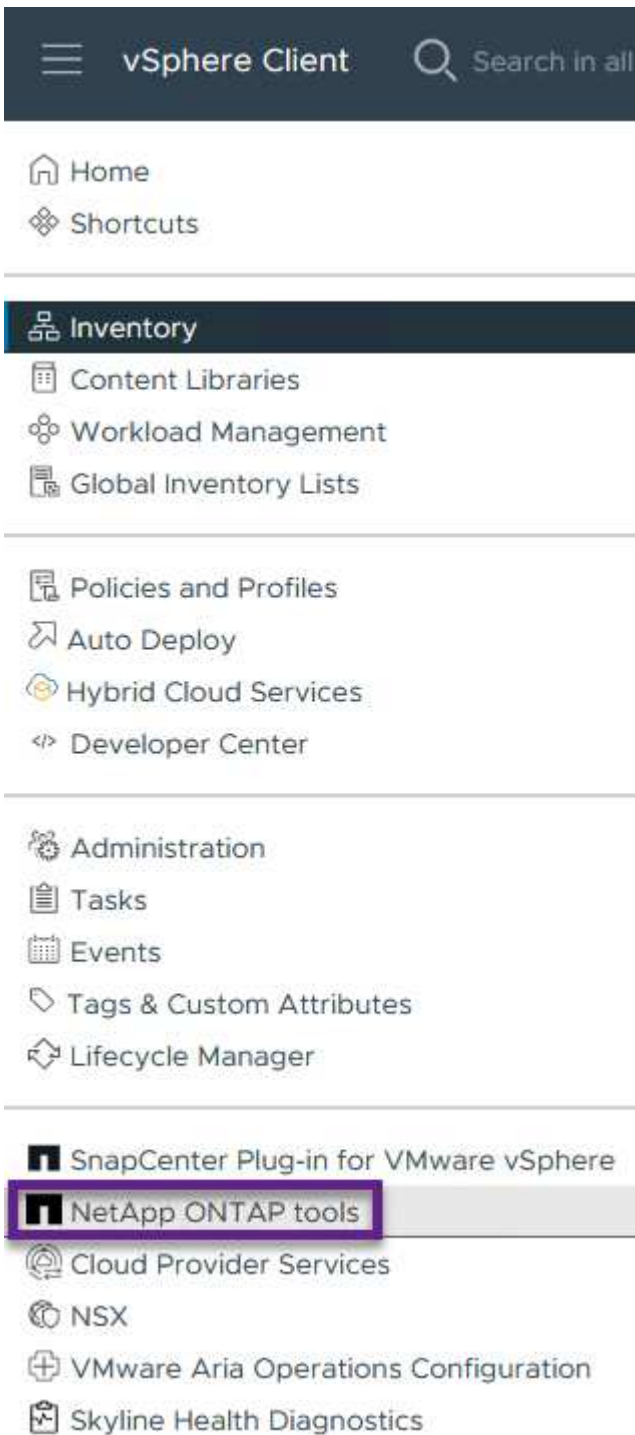 vSphere Client Search in all
Home
Shortcuts
Inventory
Content Libraries
Workload Management
Global Inventory Lists
Policies and Profiles
Auto Deploy
Hybrid Cloud Services
Developer Center
Administration
Tasks
Events
Tags & Custom Attributes
Lifecycle Manager
SnapCenter Plug-in for VMware vSphere
NetApp ONTAP tools
Cloud Provider Services
NSX
VMware Aria Operations Configuration
Skyline Health Diagnostics